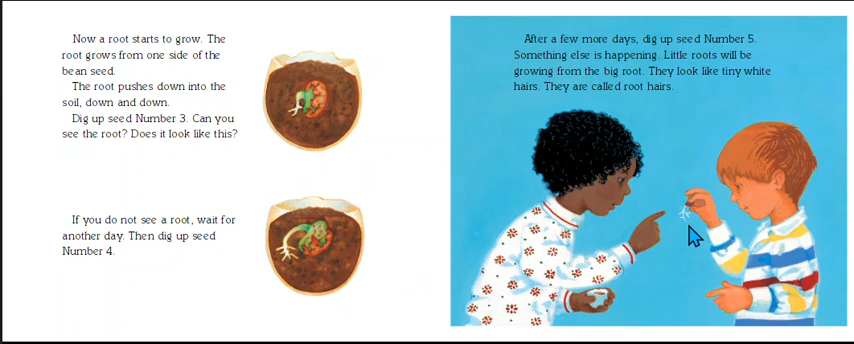 Now a root starts to grow. The
root grows from one side of the
bean seed.
The root pushes down into the
soil, down and down.
Dig up seed Number 3. Can you
see the root? Does it look like this?
If you do not see a root, wait for
another day. Then dig up seed
Number 4.
After a few more days, dig up seed Number 5.
Something else is happening. Little roots will be
growing from the big root. They look like tiny white
hairs. They are called root hairs.